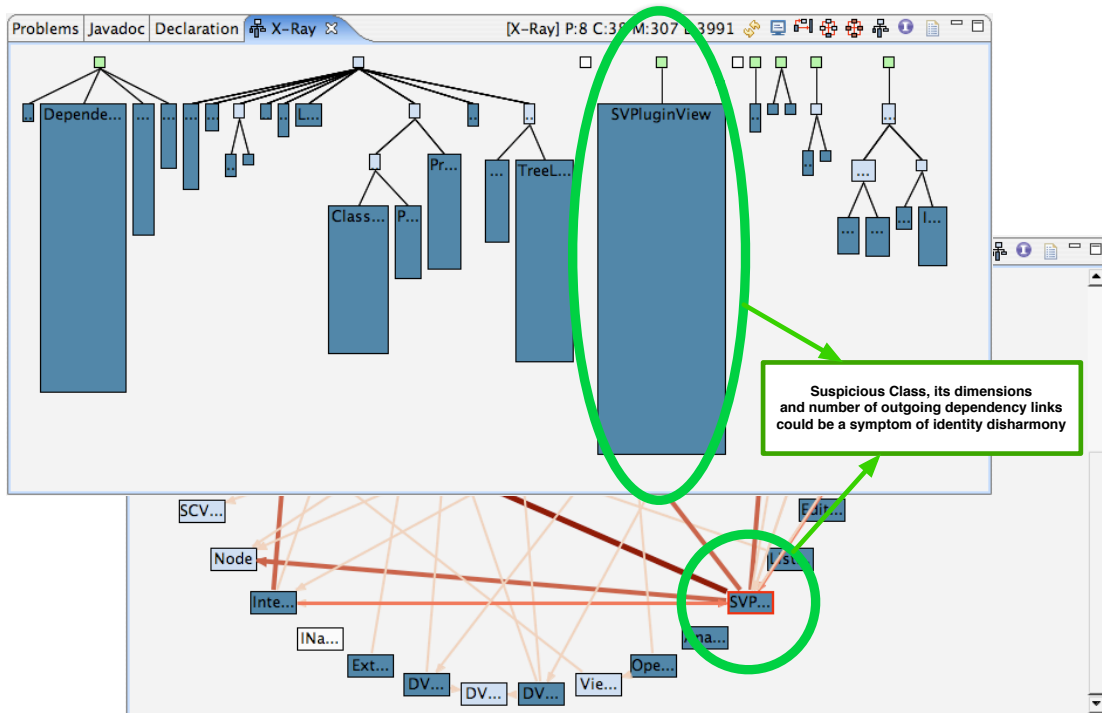 Problems Javadoc Declaration X-Ray
[X-Ray] P:8 C:38 M:307 L:3991
..
Depende...
...
...
...
..
..
..
L...
..
..
Pr...
Class...
P...
..
...
TreeL...
SVPluginView
..
..
...
...
...
...
...
I...
Suspicious Class, its dimensions
and number of outgoing dependency links
could be a symptom of identity disharmony
SCV...
Edit...
Node
List...
Inte...
SVP...
INa...
Ext...
Ope...
DV...
DV...
DV...
Vie...